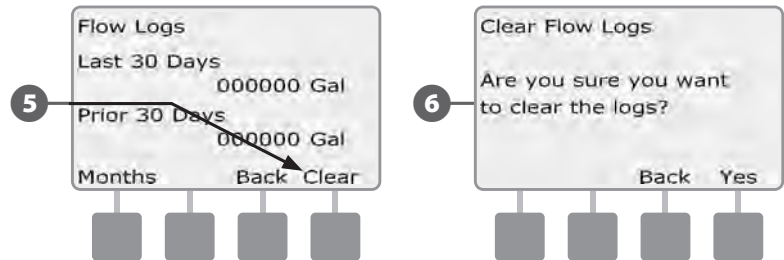 Flow Logs
Last 30 Days
000000 Gal
Prior 30 Days
000000 Gal
Months Back Clear
5
Clear Flow Logs
Are you sure you want
to clear the logs?
Back Yes
6